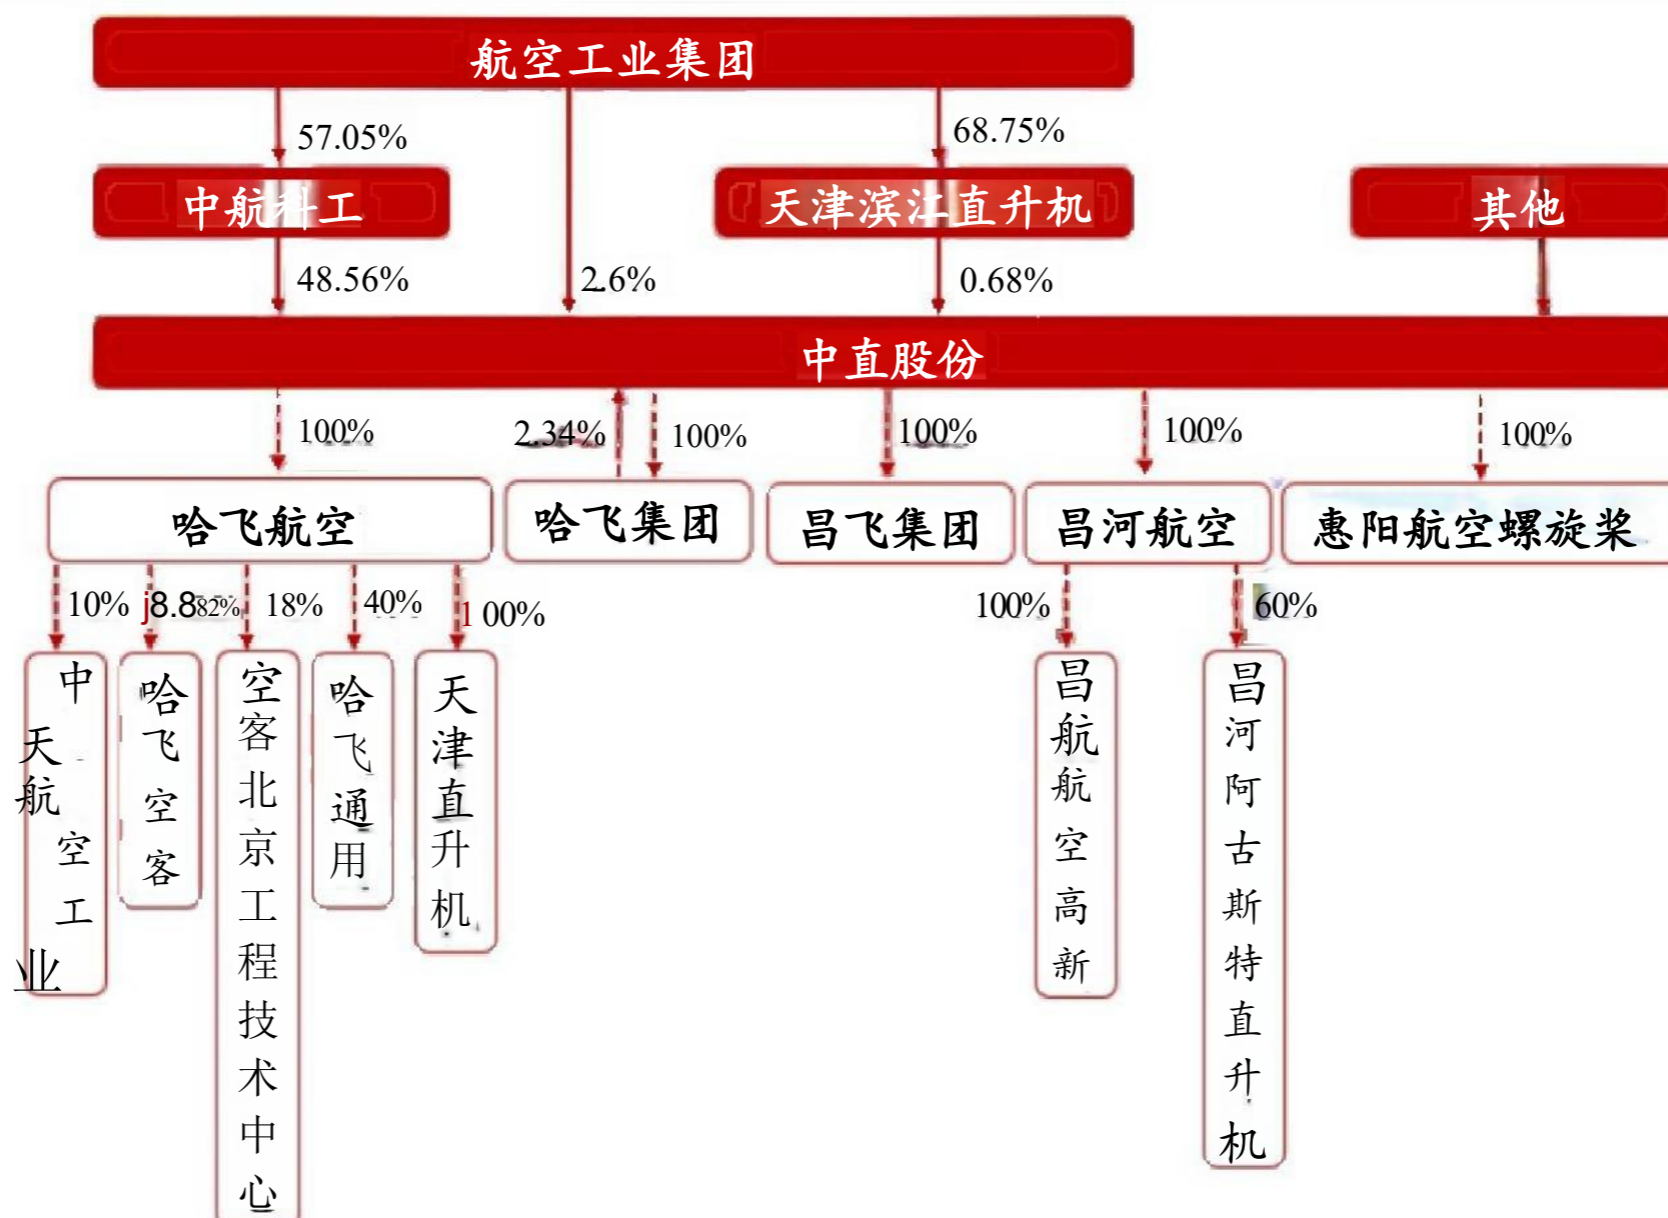 航空工业集团
57.05%
68.75%
中航科工
天津滨江直升机
其他
48.56%
2.6%
0.68%
中直股份
100%
2.34%
100%
100%
100%
100%
哈飞航空
哈飞集团
昌飞集团
昌河航空
惠阳航空螺旋桨
10%
j8.882%
18%
40%
100%
100%
60%
中天航空工业
哈飞空客
空客北京工程技术中心
哈飞通用
天津直升机
昌航航空高新
昌河阿古斯特直升机